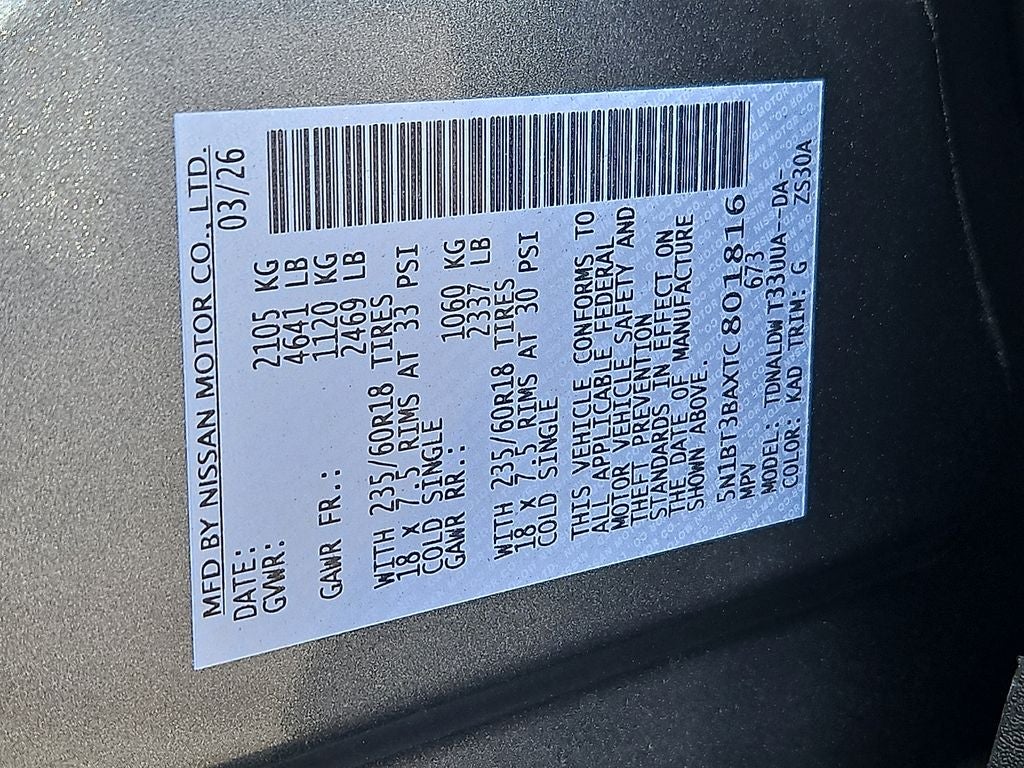 MFD BY NISSAN MOTOR CO., LTD.
DATE: 03/26
GVWR: 2105 KG
4641 LB
GAWR FR.: 1120 KG
2469 LB
WITH 235/60R18 TIRES
18 x 7.5 RIMS AT 33 PSI
COLD SINGLE
GAWR RR.: 1060 KG
2337 LB
WITH 235/60R18 TIRES
18 x 7.5 RIMS AT 30 PSI
COLD SINGLE
THIS VEHICLE CONFORMS TO
ALL APPLICABLE FEDERAL
MOTOR VEHICLE SAFETY AND
THEFT PREVENTION
STANDARDS IN EFFECT ON
THE DATE OF MANUFACTURE
SHOWN ABOVE.
5N1BT3BAXTC801816
MPV 673
MODEL: TDNALDW T33UUA--DA-
COLOR: KAD TRIM: G ZS30A